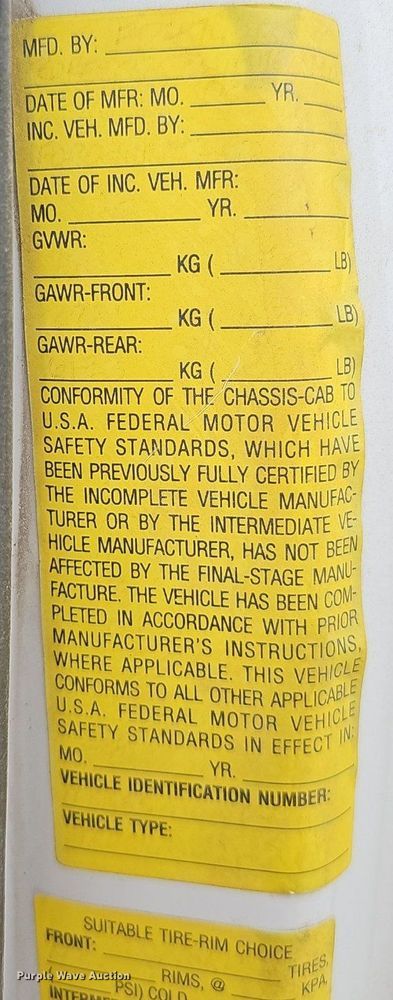 MFD. BY:
DATE OF MFR: MO. YR.
INC. VEH. MFD. BY:
DATE OF INC. VEH. MFR:
MO. YR.
GVWR:
KG ( LB)
GAWR-FRONT:
KG ( LB)
GAWR-REAR:
KG ( LB)
CONFORMITY OF THE CHASSIS-CAB TO
U.S.A. FEDERAL MOTOR VEHICLE
SAFETY STANDARDS, WHICH HAVE
BEEN PREVIOUSLY FULLY CERTIFIED BY
THE INCOMPLETE VEHICLE MANUFAC-
TURER OR BY THE INTERMEDIATE VE-
HICLE MANUFACTURER, HAS NOT BEEN
AFFECTED BY THE FINAL-STAGE MANU-
FACTURE. THE VEHICLE HAS BEEN COM-
PLETED IN ACCORDANCE WITH PRIOR
MANUFACTURER'S INSTRUCTIONS,
WHERE APPLICABLE. THIS VEHICLE
CONFORMS TO ALL OTHER APPLICABLE
U.S.A. FEDERAL MOTOR VEHICLE
SAFETY STANDARDS IN EFFECT IN:
MO. YR.
VEHICLE IDENTIFICATION NUMBER:
VEHICLE TYPE:
SUITABLE TIRE-RIM CHOICE
FRONT: TIRES,
RIMS, @ KPA,
PSI) COLD
Purple Wave Auction